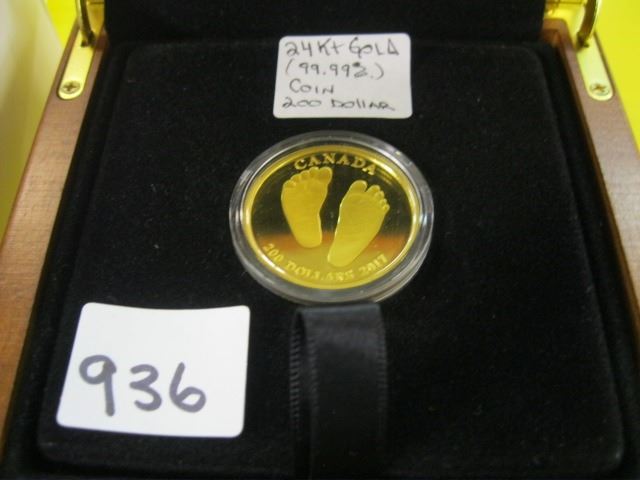 24Kt GOLD
(99.99%)
COIN
200 DOLLAR
CANADA
200 DOLLARS 2017
936